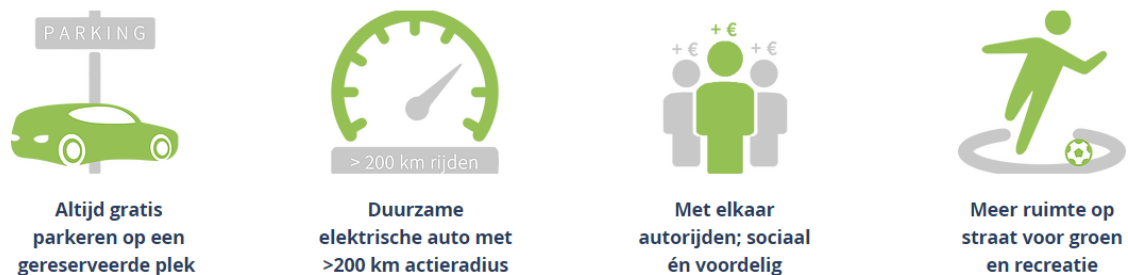 PARKING
Altijd gratis
parkeren op een
gereserveerde plek
> 200 km rijden
Duurzame
elektrische auto met
>200 km actieradius
+ € + € + €
Met elkaar
autorijden; sociaal
én voordelig
Meer ruimte op
straat voor groen
en recreatie